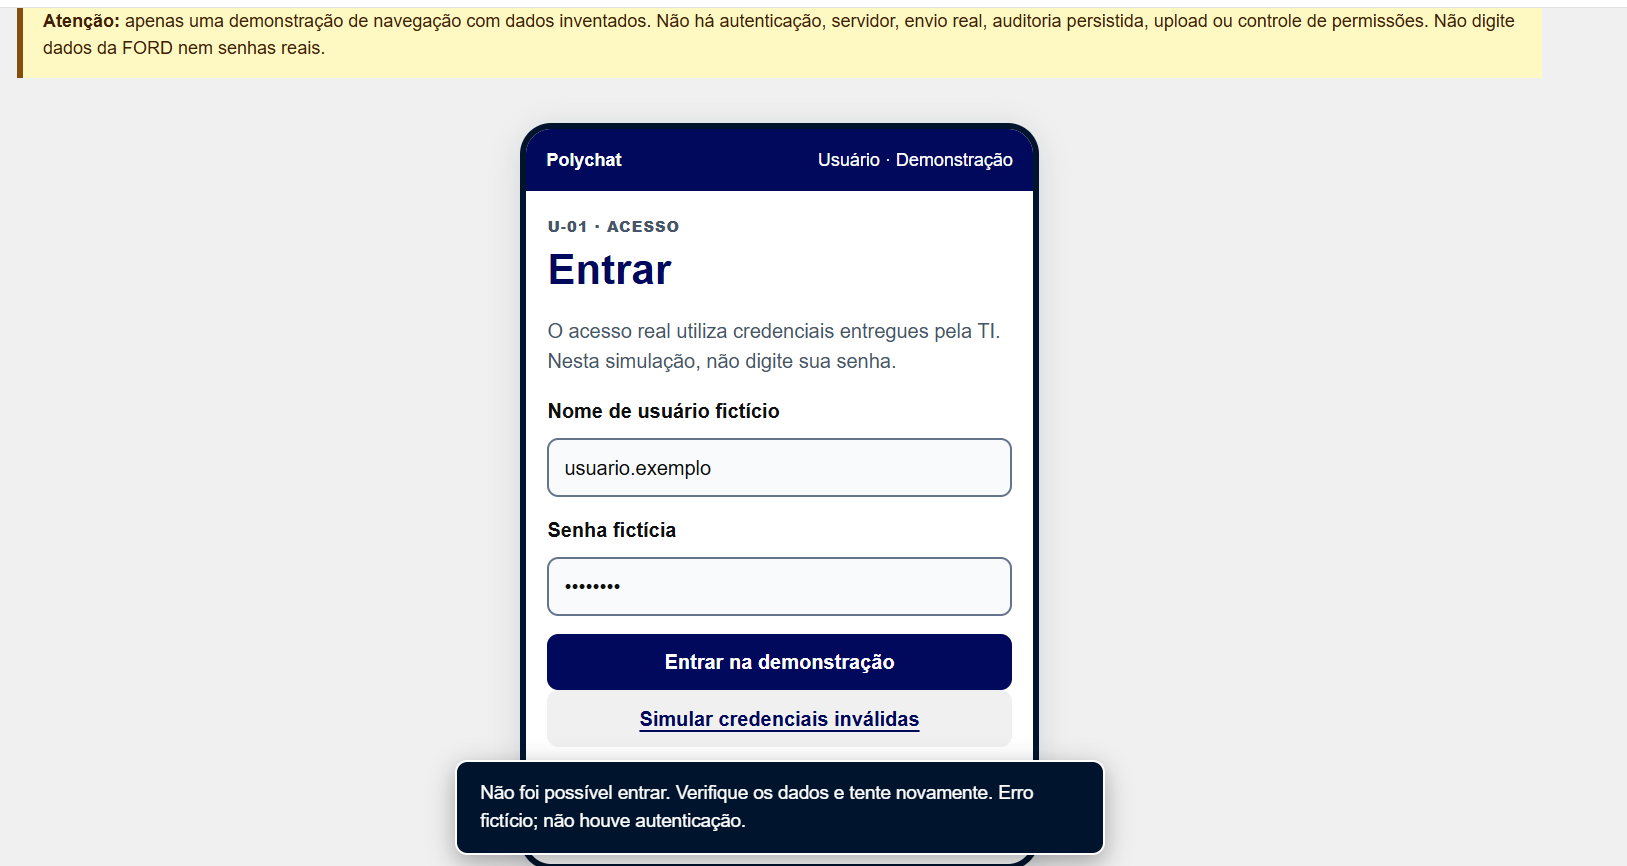 Atenção: apenas uma demonstração de navegação com dados inventados. Não há autenticação, servidor, envio real, auditoria persistida, upload ou controle de permissões. Não digite
dados da FORD nem senhas reais.
Polychat
Usuário · Demonstração
U-01 · ACESSO
Entrar
O acesso real utiliza credenciais entregues pela TI.
Nesta simulação, não digite sua senha.
Nome de usuário fictício
usuario.exemplo
Senha fictícia
••••••••
Entrar na demonstração
Simular credenciais inválidas
Não foi possível entrar. Verifique os dados e tente novamente. Erro
fictício; não houve autenticação.